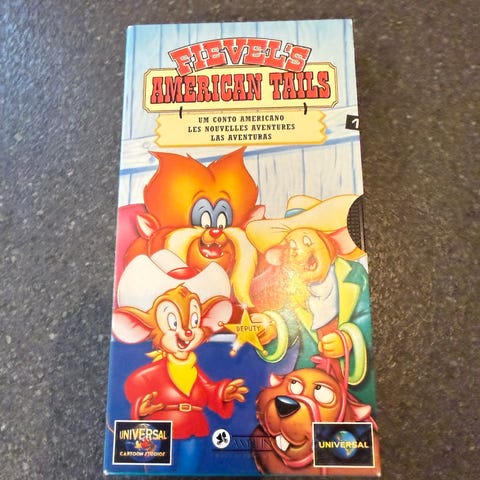 FIEVEL'S
AMERICAN TAILS
UM CONTO AMERICANO
LES NOUVELLES AVENTURES
LAS AVENTURAS
1
DEPUTY
UNIVERSAL
CARTOON STUDIOS
UNIVERSAL